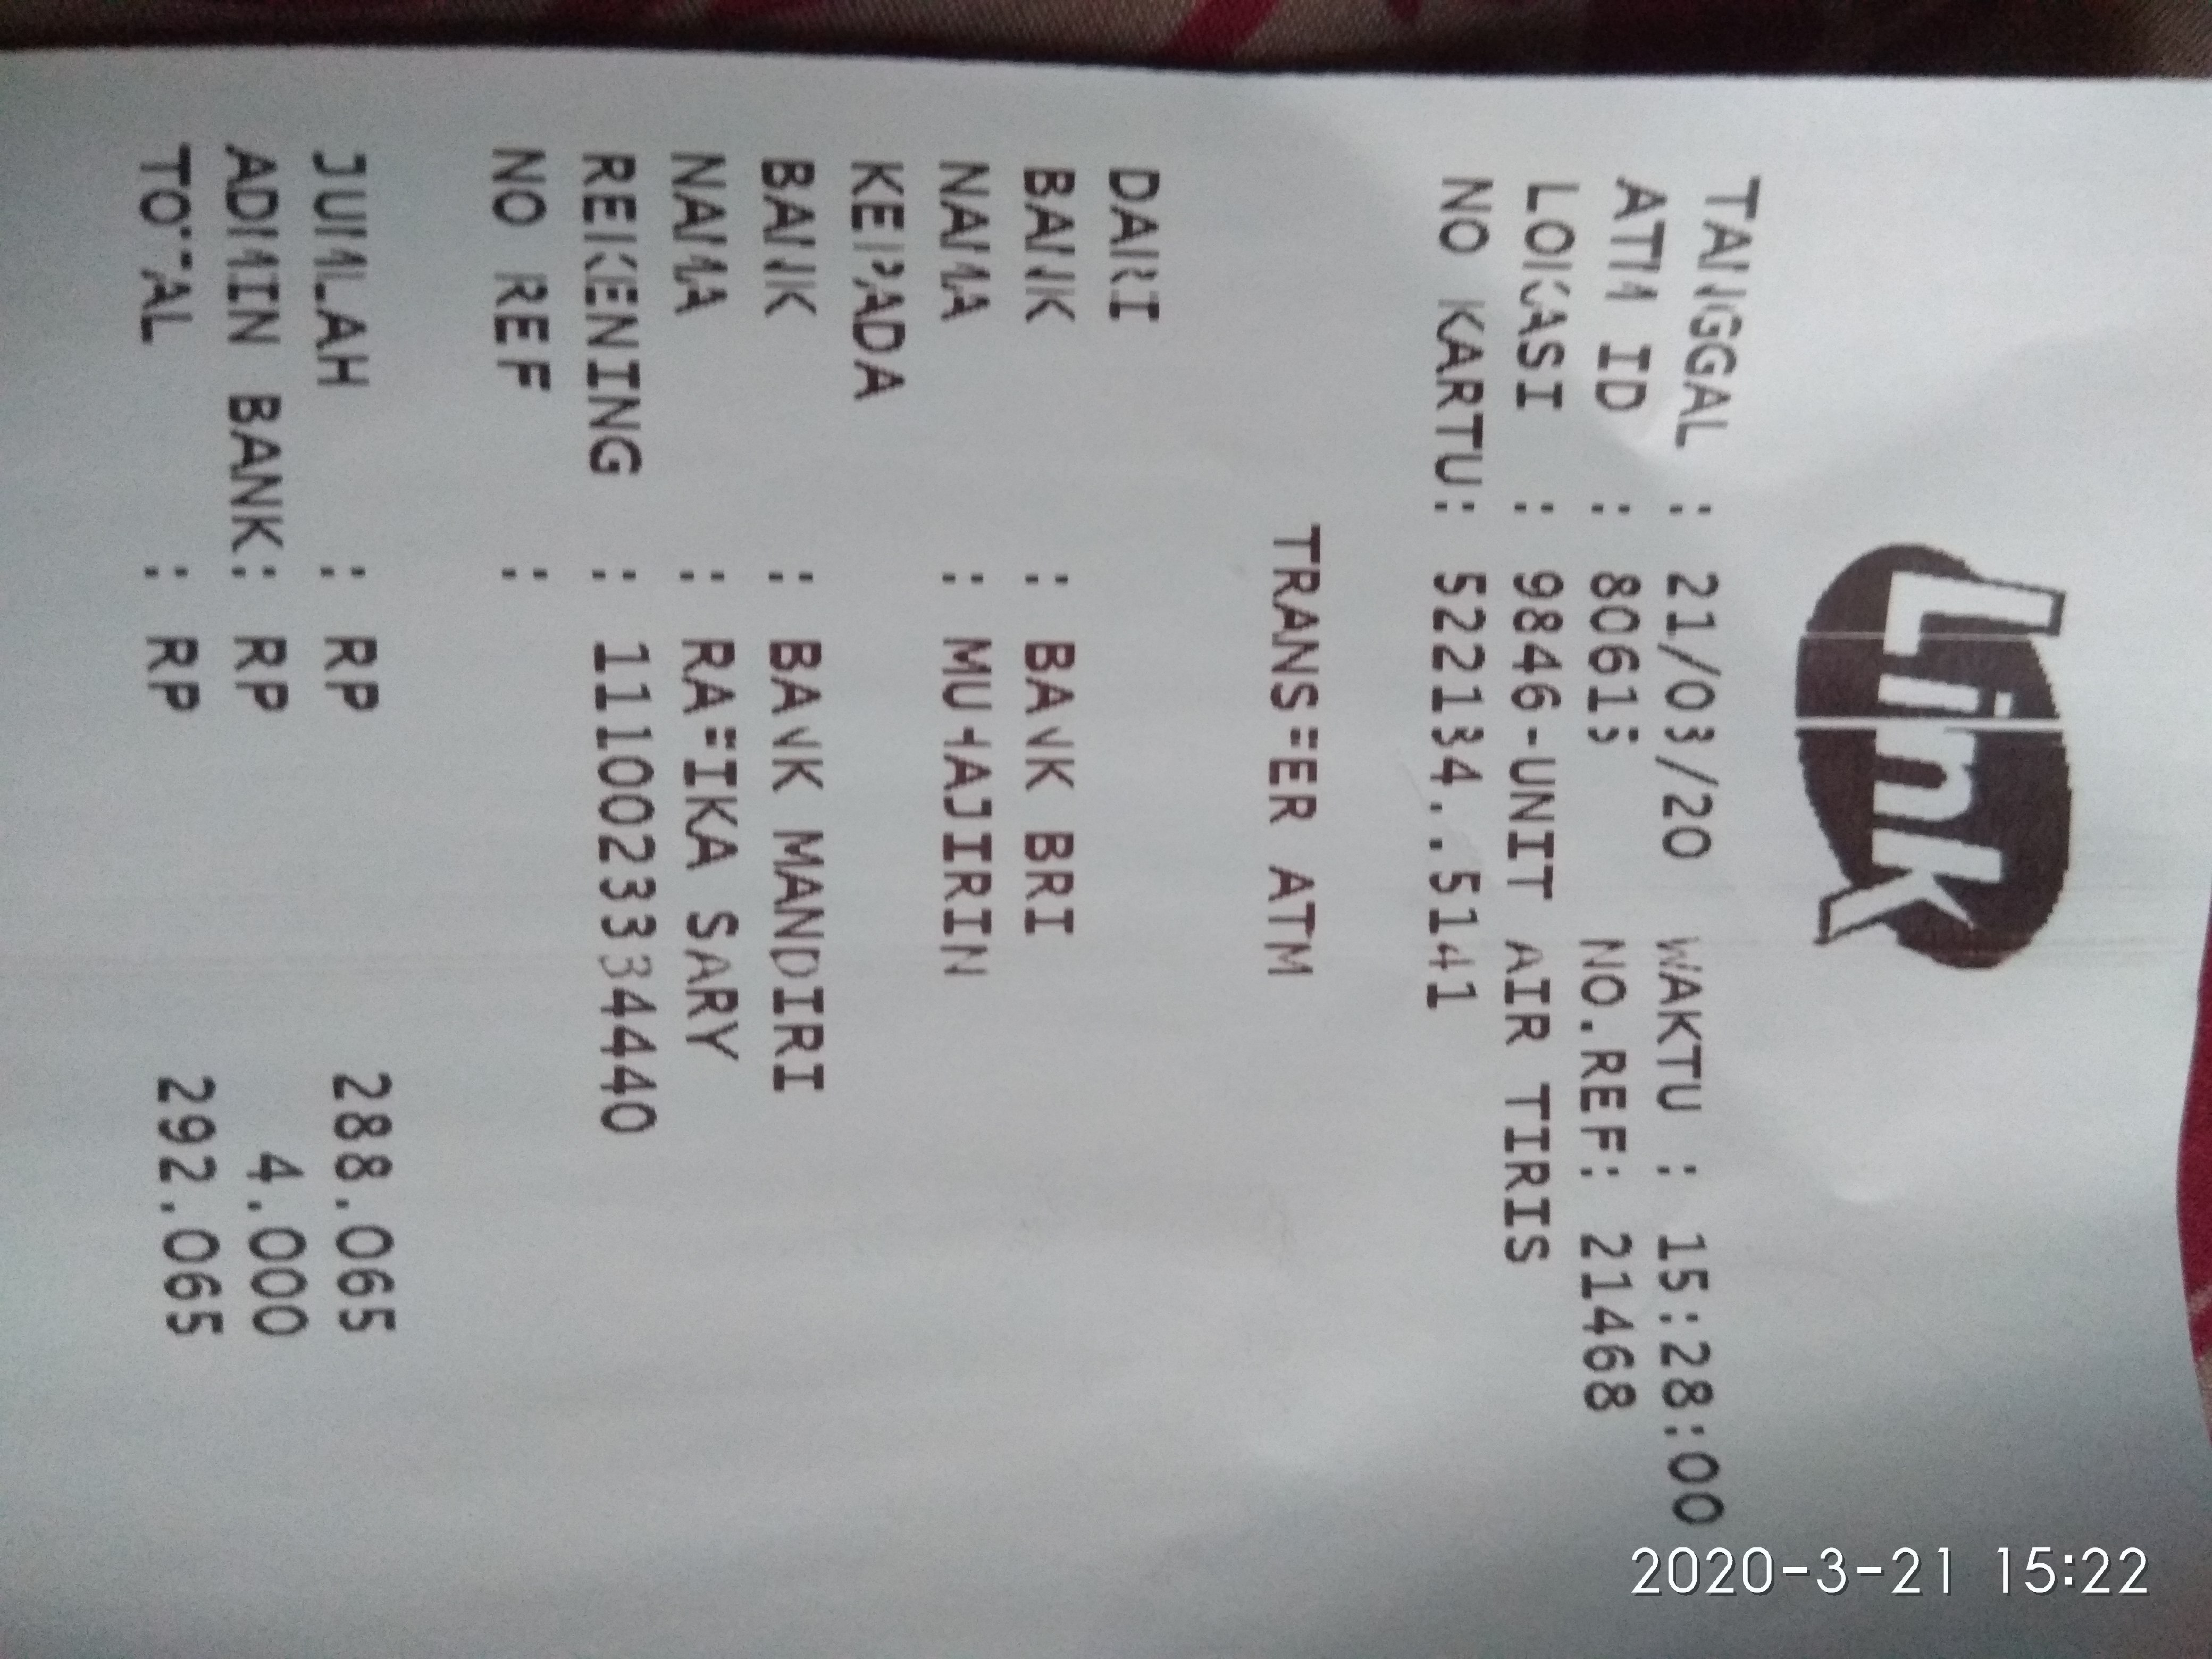 Link
TANGGAL : 21/03/20 WAKTU : 15:28:00
ATM ID : 80613 NO.REF: 21468
LOKASI : 9846-UNIT AIR TIRIS
NO KARTU: 522184..5141
TRANSFER ATM
DARI
BANK : BANK BRI
NAMA : MUHAJIRIN
KEPADA
BANK : BANK MANDIRI
NAMA : RAFIKA SARY
REKENING : 1110023334440
NO REF :
JUMLAH : RP 288.065
ADMIN BANK: RP 4.000
TOTAL : RP 292.065
2020-3-21 15:22